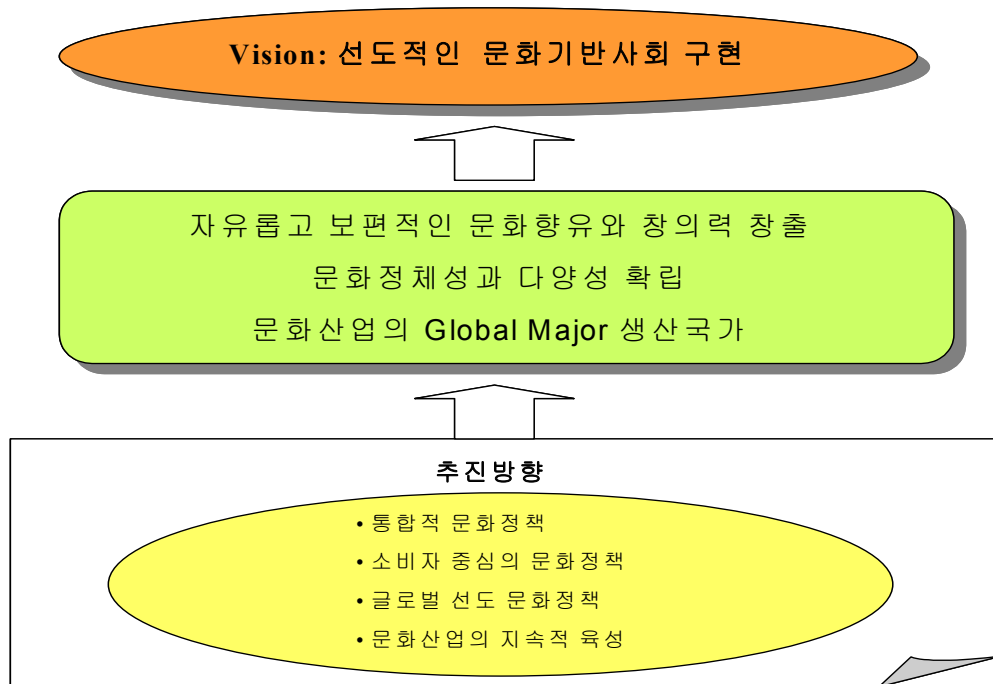 Vision: 선도적인 문화기반사회 구현
자유롭고 보편적인 문화향유와 창의력 창출
문화정체성과 다양성 확립
문화산업의 Global Major 생산국가
추진방향
• 통합적 문화정책
• 소비자 중심의 문화정책
• 글로벌 선도 문화정책
• 문화산업의 지속적 육성